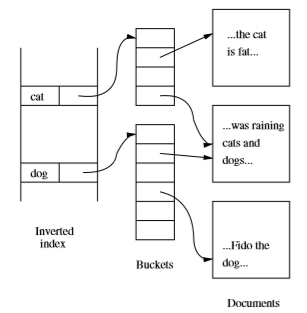 ...the cat
is fat...
cat
...was raining
cats and
dogs...
dog
Inverted
index
Buckets
...Fido the
dog...
Documents